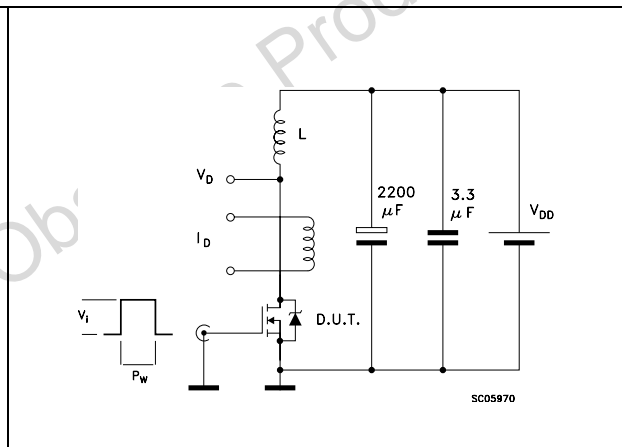 L
V_D
2200 μF
3.3 μF
V_DD
I_D
V_i
D.U.T.
P_W
SC05970